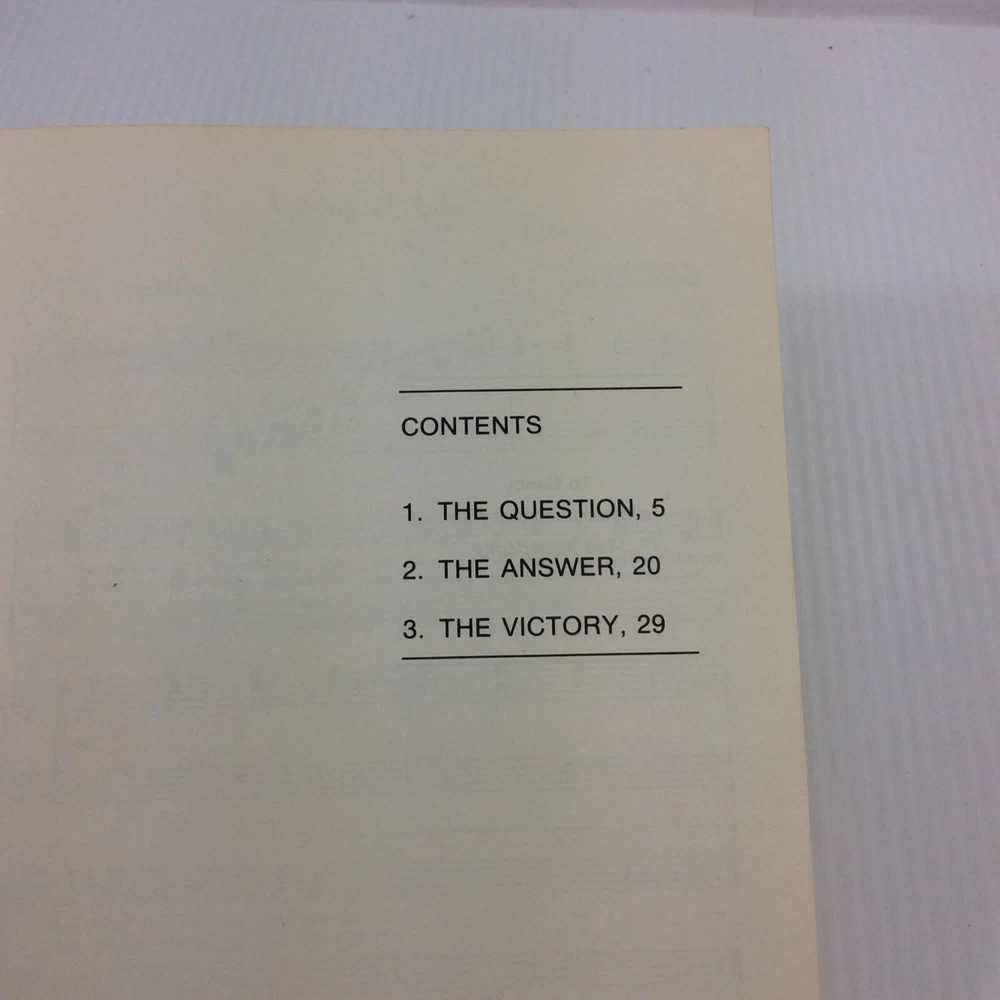 CONTENTS
1. THE QUESTION, 5
2. THE ANSWER, 20
3. THE VICTORY, 29